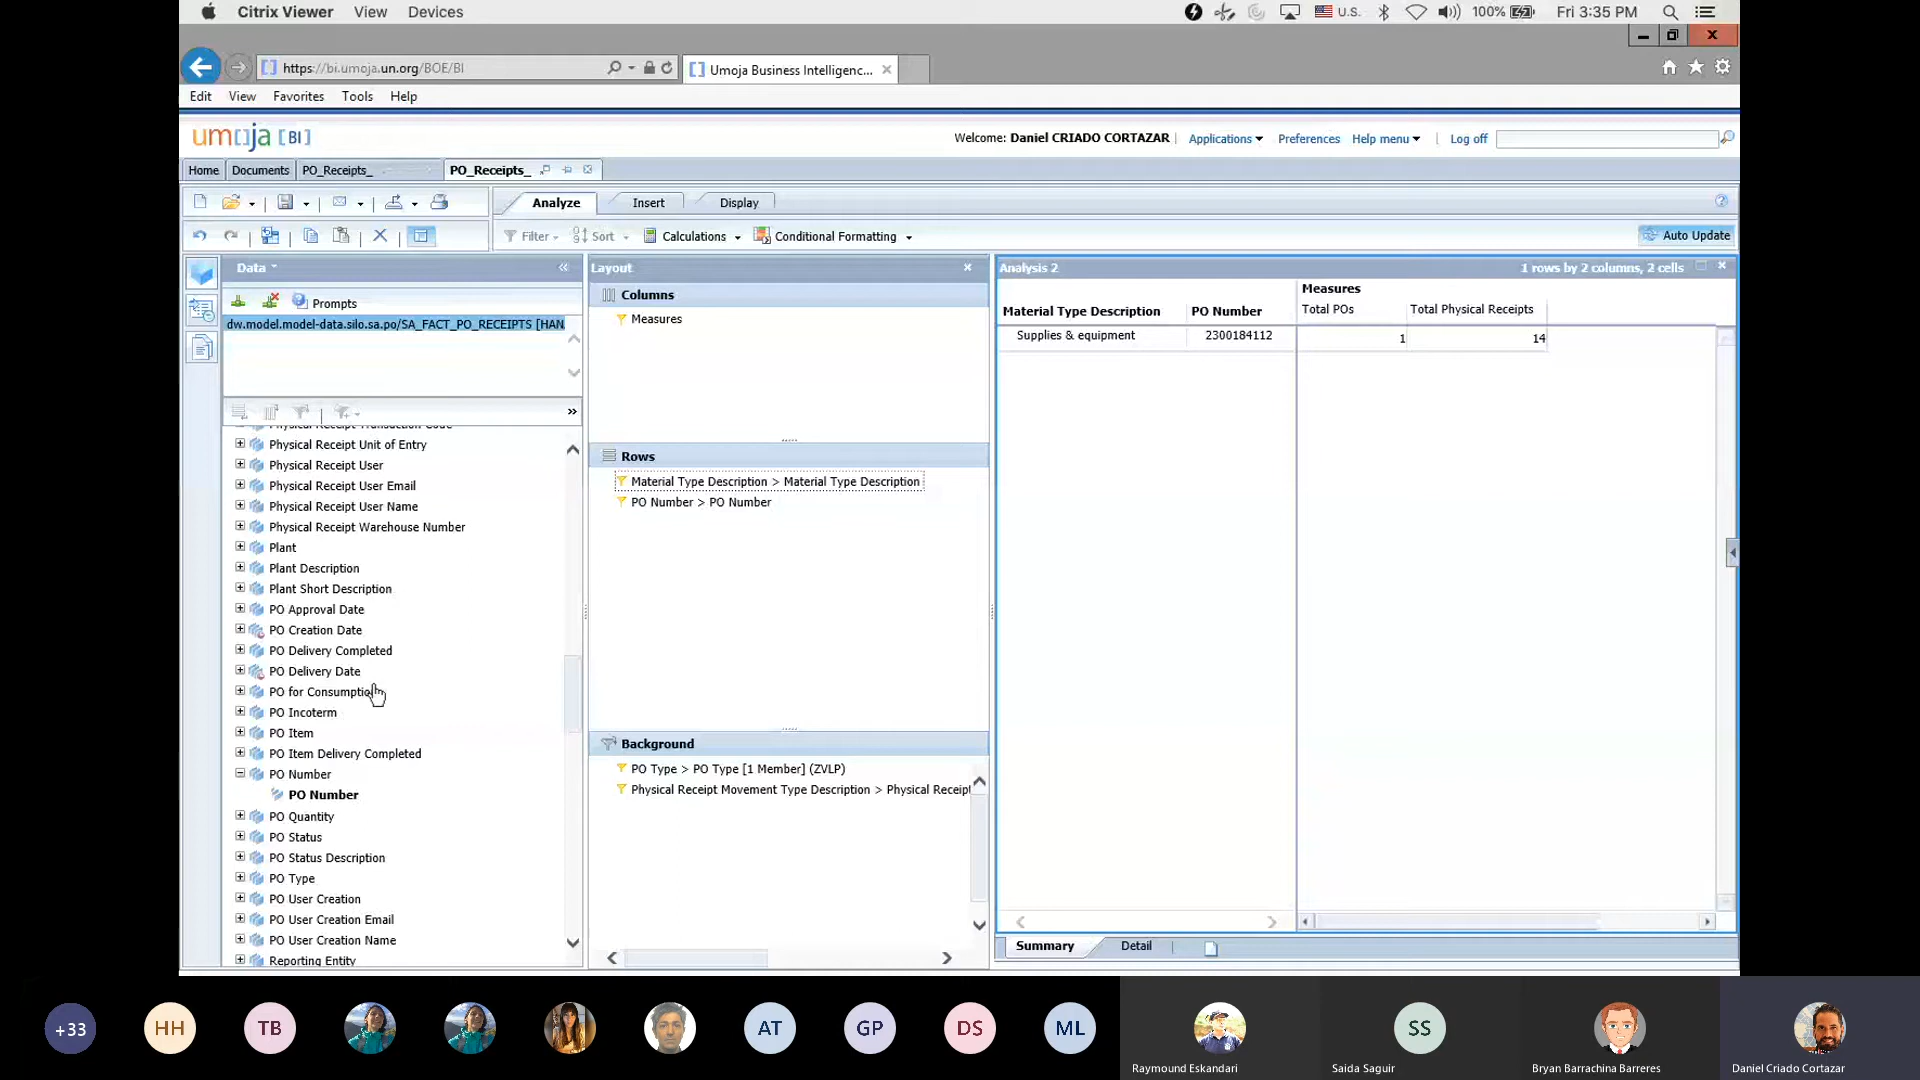 Citrix Viewer View Devices
U.S. 100% Fri 3:35 PM
https://bi.umoja.un.org/BOE/BI
Umoja Business Intelligenc...
Edit View Favorites Tools Help
um[]ja [BI]
Welcome: Daniel CRIADO CORTAZAR Applications Preferences Help menu Log off
Home Documents PO_Receipts_ PO_Receipts_
Analyze Insert Display
Filter Sort Calculations Conditional Formatting
Auto Update
Data
Prompts
dw.model.model-data.silo.sa.po/SA_FACT_PO_RECEIPTS [HAN
Physical Receipt Transaction Code
Physical Receipt Unit of Entry
Physical Receipt User
Physical Receipt User Email
Physical Receipt User Name
Physical Receipt Warehouse Number
Plant
Plant Description
Plant Short Description
PO Approval Date
PO Creation Date
PO Delivery Completed
PO Delivery Date
PO for Consumption
PO Incoterm
PO Item
PO Item Delivery Completed
PO Number
PO Number
PO Quantity
PO Status
PO Status Description
PO Type
PO User Creation
PO User Creation Email
PO User Creation Name
Reporting Entity
Layout
Columns
Measures
Rows
Material Type Description > Material Type Description
PO Number > PO Number
Background
PO Type > PO Type [1 Member] (ZVLP)
Physical Receipt Movement Type Description > Physical Receipt
Analysis 2 1 rows by 2 columns, 2 cells
Measures
Material Type Description PO Number Total POs Total Physical Receipts
Supplies & equipment 2300184112 1 14
Summary Detail
+33 HH TB AT GP DS ML SS
Raymound Eskandari Saida Saguir Bryan Barrachina Barreres Daniel Criado Cortazar